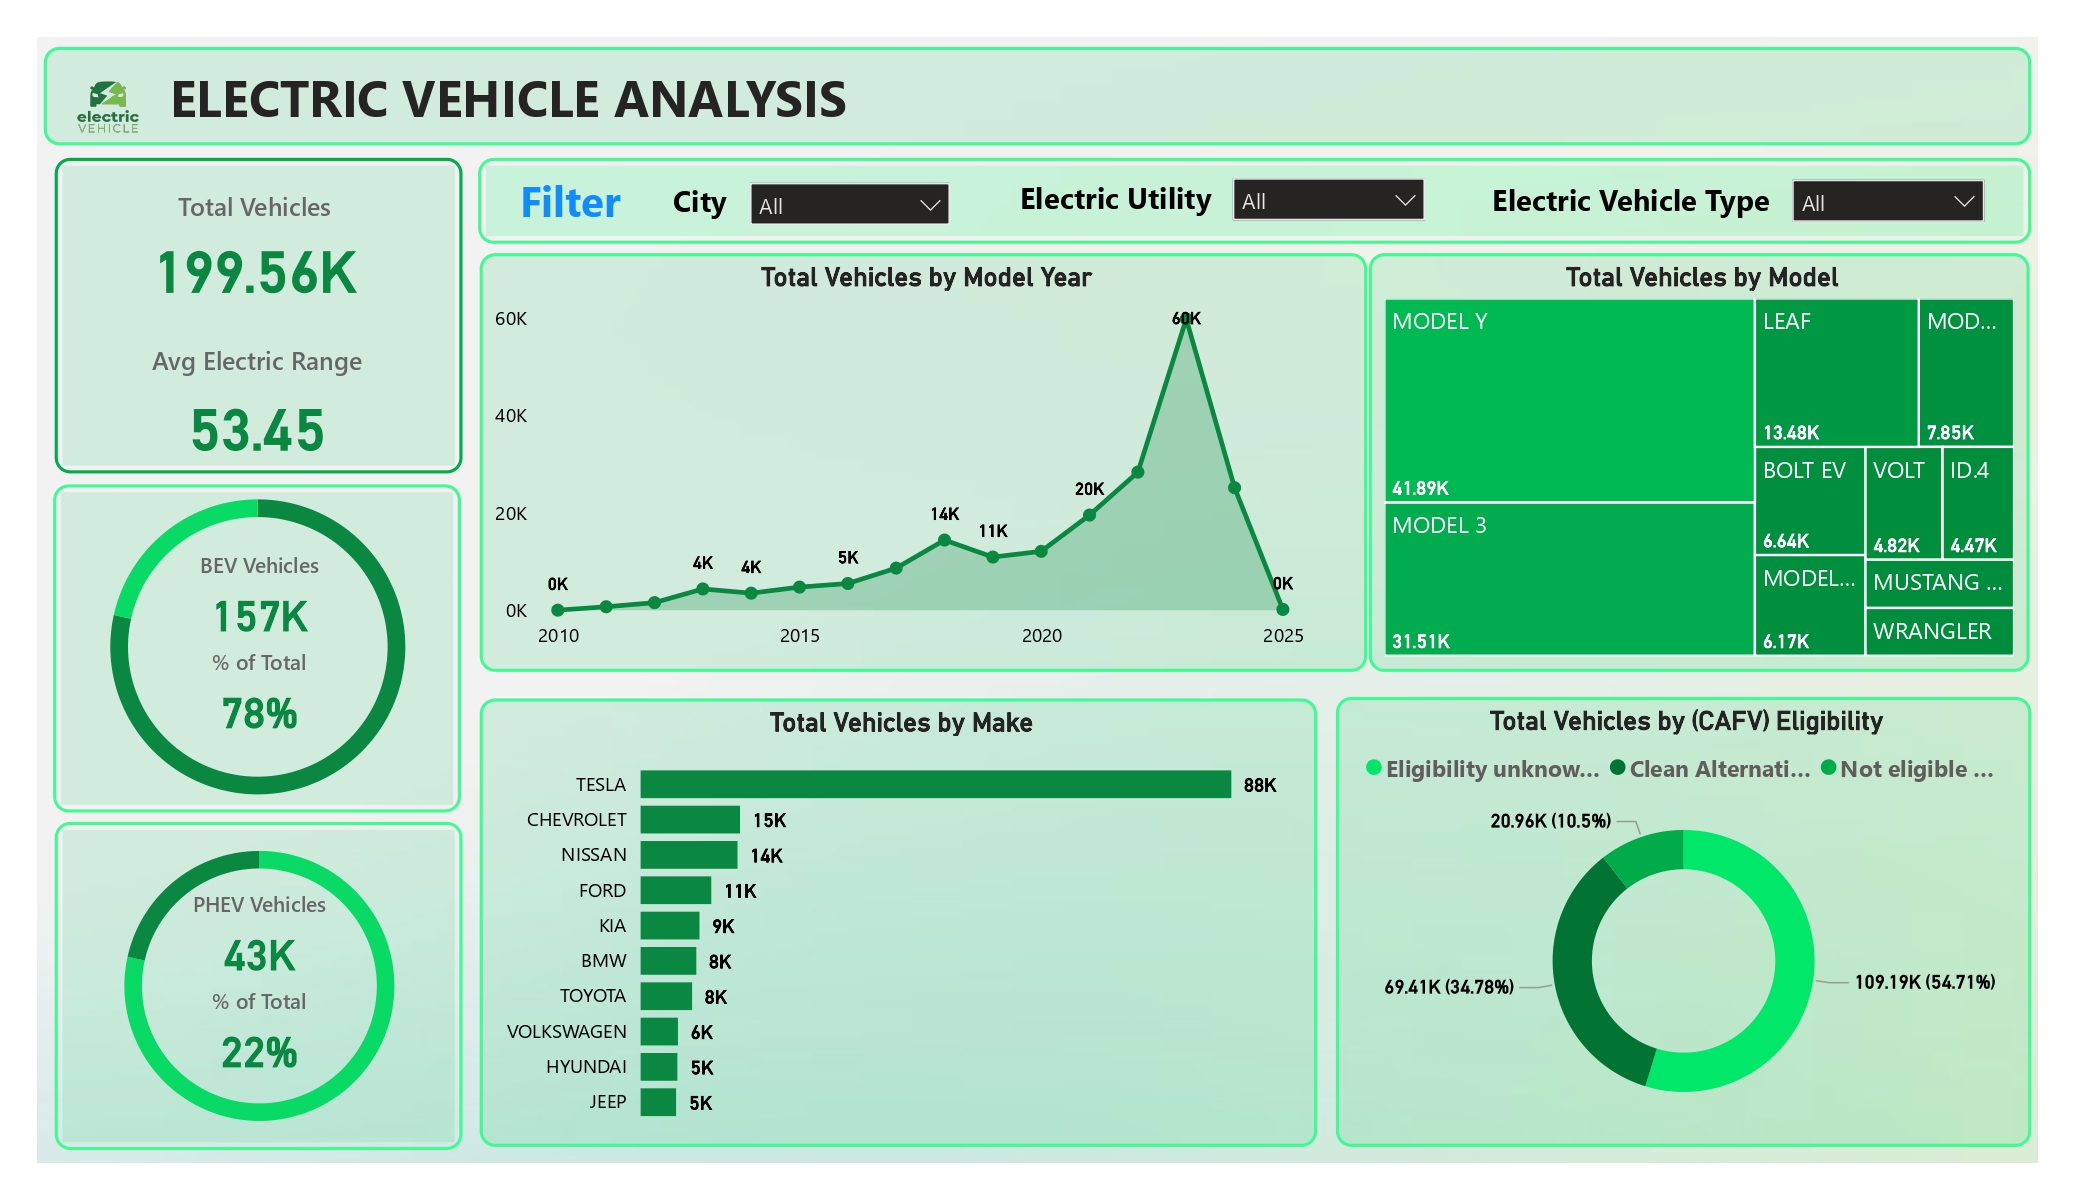 electric
VEHICLE
ELECTRIC VEHICLE ANALYSIS
Total Vehicles
199.56K
Avg Electric Range
53.45
Filter
City
All
Electric Utility
All
Electric Vehicle Type
All
BEV Vehicles
157K
% of Total
78%
PHEV Vehicles
43K
% of Total
22%
Total Vehicles by Model Year
60K
40K
20K
0K
0K
4K
4K
5K
14K
11K
20K
60K
0K
2010
2015
2020
2025
Total Vehicles by Model
MODEL Y
41.89K
MODEL 3
31.51K
LEAF
13.48K
MOD...
7.85K
BOLT EV
6.64K
VOLT
4.82K
ID.4
4.47K
MODEL...
6.17K
MUSTANG ...
WRANGLER
Total Vehicles by Make
TESLA 88K
CHEVROLET 15K
NISSAN 14K
FORD 11K
KIA 9K
BMW 8K
TOYOTA 8K
VOLKSWAGEN 6K
HYUNDAI 5K
JEEP 5K
Total Vehicles by (CAFV) Eligibility
Eligibility unknow... Clean Alternati... Not eligible ...
20.96K (10.5%)
69.41K (34.78%)
109.19K (54.71%)